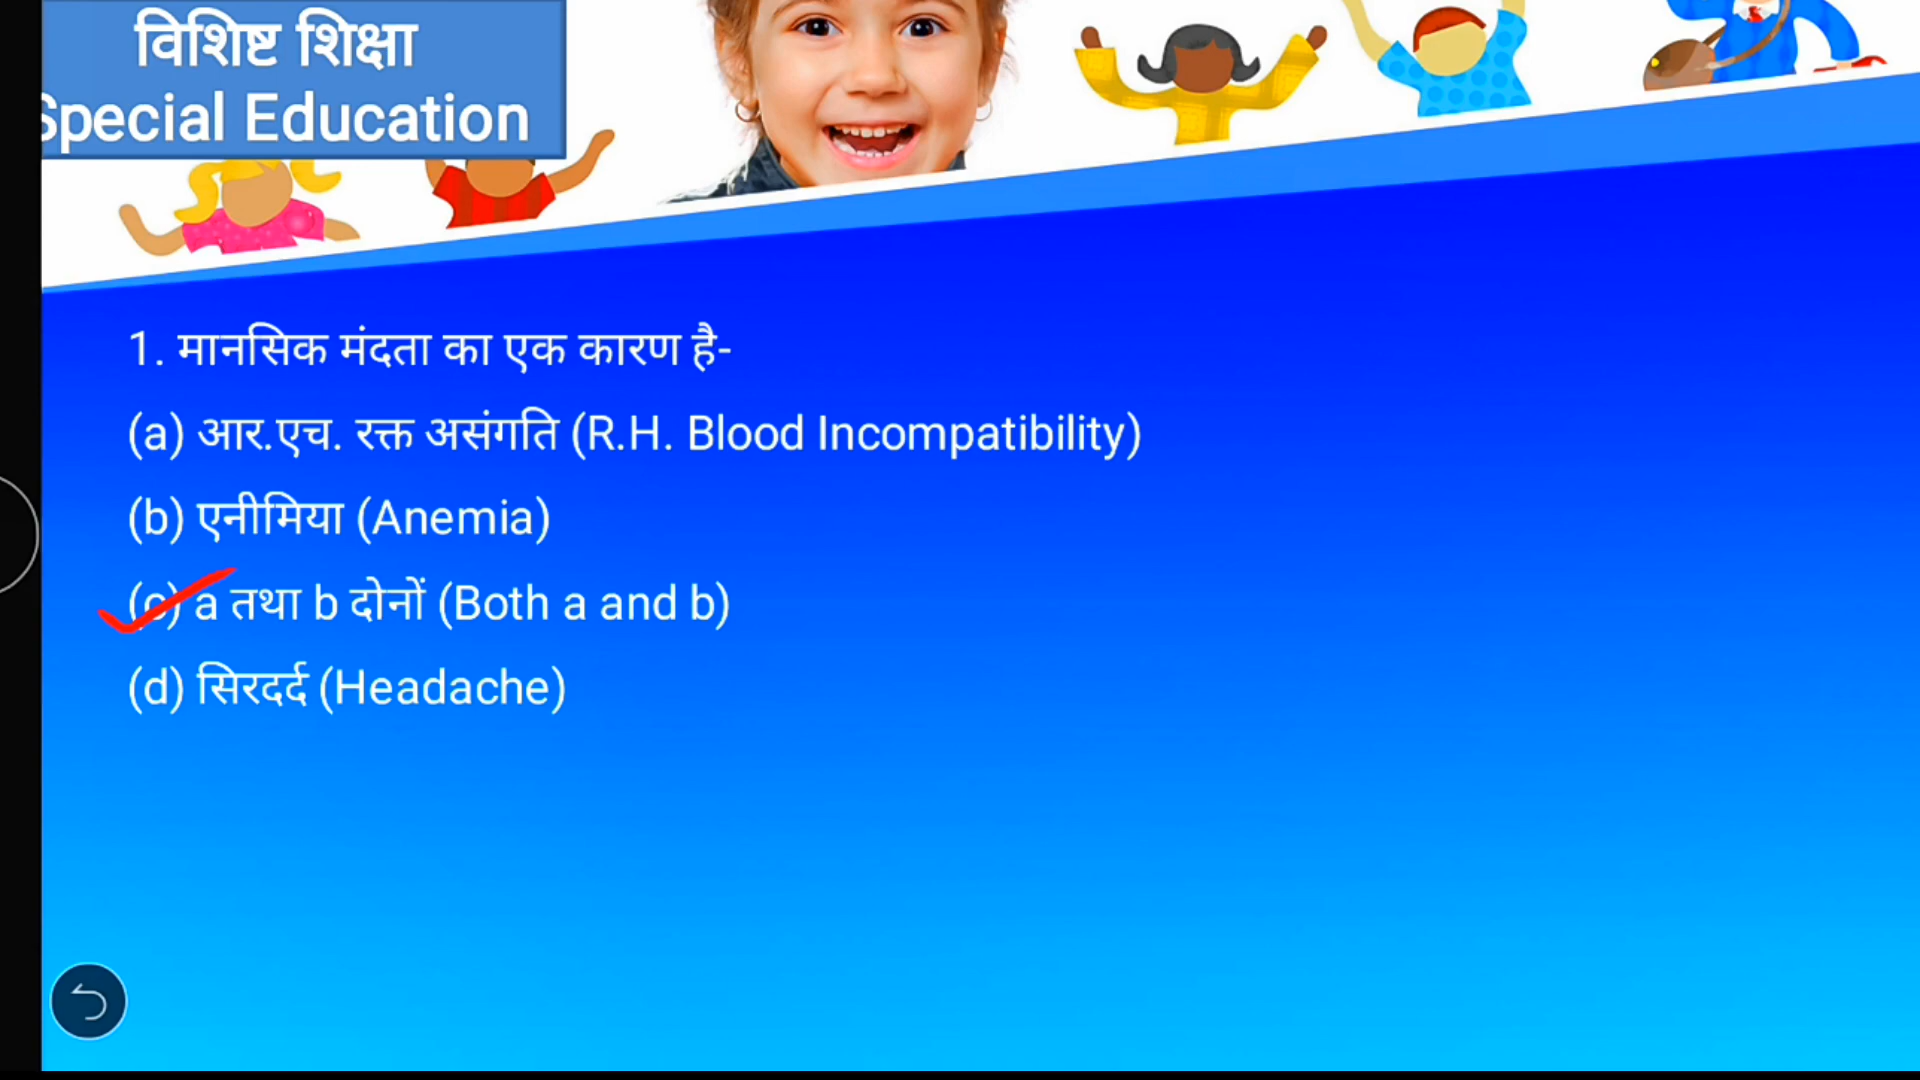 विशिष्ट शिक्षा
Special Education
1. मानसिक मंदता का एक कारण है-
(a) आर.एच. रक्त असंगति (R.H. Blood Incompatibility)
(b) एनीमिया (Anemia)
(c) a तथा b दोनों (Both a and b)
(d) सिरदर्द (Headache)